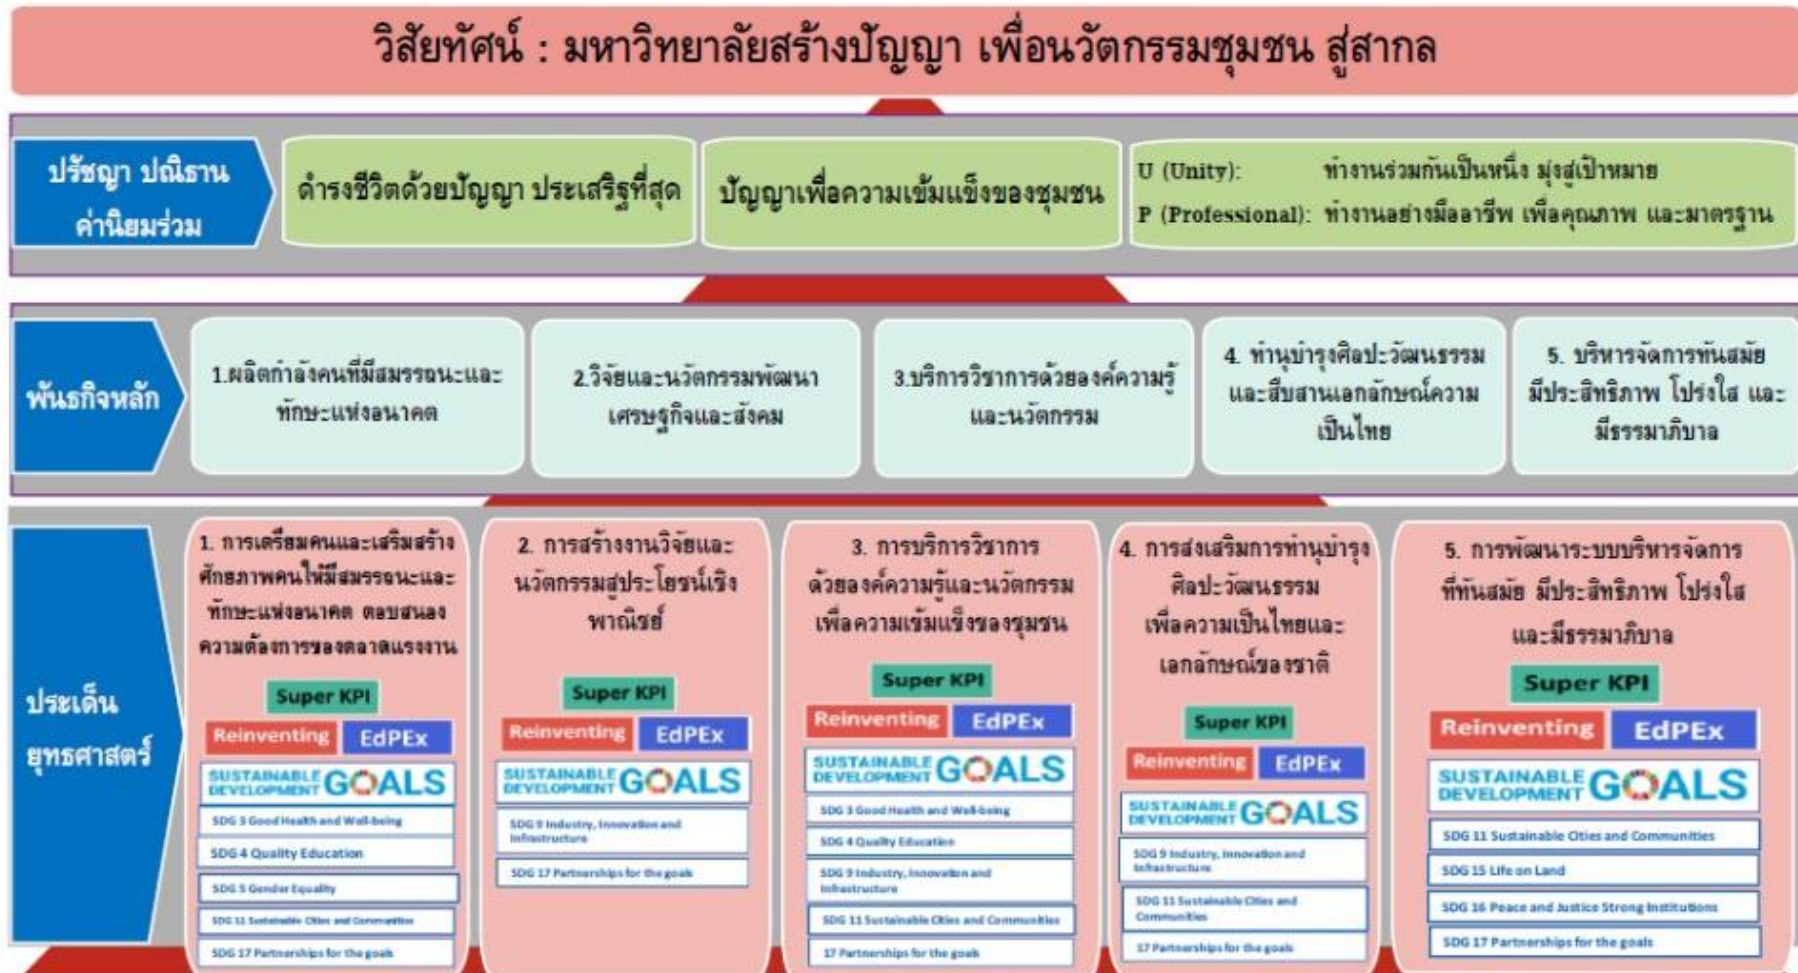 วิสัยทัศน์ : มหาวิทยาลัยสร้างปัญญา เพื่อนวัตกรรมชุมชน สู่สากล
ปรัชญา ปณิธาน
ค่านิยมร่วม
ดำรงชีวิตด้วยปัญญา ประเสริฐที่สุด
ปัญญาเพื่อความเข้มแข็งของชุมชน
U (Unity): ทำงานร่วมกันเป็นหนึ่ง มุ่งสู่เป้าหมาย
P (Professional): ทำงานอย่างมืออาชีพ เพื่อคุณภาพ และมาตรฐาน
พันธกิจหลัก
1.ผลิตกำลังคนที่มีสมรรถนะและ
ทักษะแห่งอนาคต
2.วิจัยและนวัตกรรมพัฒนา
เศรษฐกิจและสังคม
3.บริการวิชาการด้วยองค์ความรู้
และนวัตกรรม
4. ทำนุบำรุงศิลปะวัฒนธรรม
และสืบสานเอกลักษณ์ความ
เป็นไทย
5. บริหารจัดการทันสมัย
มีประสิทธิภาพ โปร่งใส และ
มีธรรมาภิบาล
ประเด็น
ยุทธศาสตร์
1. การเตรียมคนและเสริมสร้าง
ศักยภาพคนให้มีสมรรถนะและ
ทักษะแห่งอนาคต ตอบสนอง
ความต้องการของตลาดแรงงาน
Super KPI
Reinventing EdPEx
SUSTAINABLE DEVELOPMENT GOALS
SDG 3 Good Health and Well-being
SDG 4 Quality Education
SDG 5 Gender Equality
SDG 11 Sustainable Cities and Communities
SDG 17 Partnerships for the goals
2. การสร้างงานวิจัยและ
นวัตกรรมสู่ประโยชน์เชิง
พาณิชย์
Super KPI
Reinventing EdPEx
SUSTAINABLE DEVELOPMENT GOALS
SDG 9 Industry, Innovation and
Infrastructure
SDG 17 Partnerships for the goals
3. การบริการวิชาการ
ด้วยองค์ความรู้และนวัตกรรม
เพื่อความเข้มแข็งของชุมชน
Super KPI
Reinventing EdPEx
SUSTAINABLE DEVELOPMENT GOALS
SDG 3 Good Health and Well-being
SDG 4 Quality Education
SDG 9 Industry, Innovation and
Infrastructure
SDG 11 Sustainable Cities and Communities
17 Partnerships for the goals
4. การส่งเสริมการทำนุบำรุง
ศิลปะวัฒนธรรม
เพื่อความเป็นไทยและ
เอกลักษณ์ของชาติ
Super KPI
Reinventing EdPEx
SUSTAINABLE DEVELOPMENT GOALS
SDG 9 Industry, Innovation and
Infrastructure
SDG 11 Sustainable Cities and
Communities
17 Partnerships for the goals
5. การพัฒนาระบบบริหารจัดการ
ที่ทันสมัย มีประสิทธิภาพ โปร่งใส
และมีธรรมาภิบาล
Super KPI
Reinventing EdPEx
SUSTAINABLE DEVELOPMENT GOALS
SDG 11 Sustainable Cities and Communities
SDG 15 Life on Land
SDG 16 Peace and Justice Strong Institutions
SDG 17 Partnerships for the goals